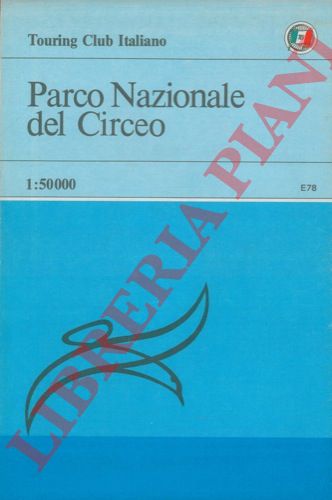 Touring Club Italiano
Parco Nazionale
del Circeo
1:50000
E78
LIBRERIA PIANI